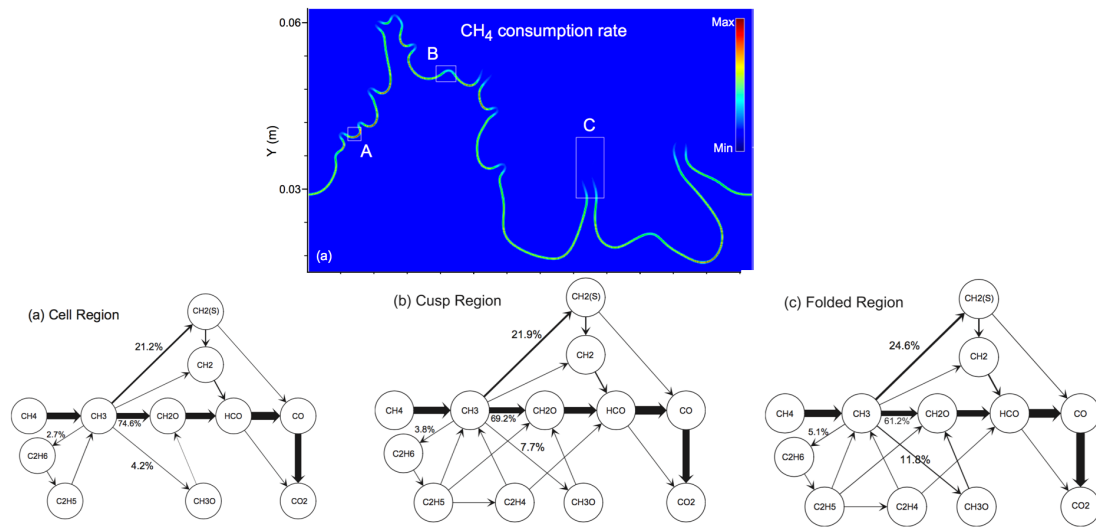 CH4 consumption rate
Max
Min
0.06
0.03
Y (m)
A
B
C
(a)
(a) Cell Region
CH2(S)
21.2%
CH2
CH4
CH3
CH2O
HCO
CO
74.6%
2.7%
C2H6
4.2%
C2H5
CH3O
CO2
(b) Cusp Region
CH2(S)
21.9%
CH2
CH4
CH3
CH2O
HCO
CO
69.2%
3.8%
C2H6
7.7%
C2H5
C2H4
CH3O
CO2
(c) Folded Region
CH2(S)
24.6%
CH2
CH4
CH3
CH2O
HCO
CO
61.2%
5.1%
C2H6
11.8%
C2H5
C2H4
CH3O
CO2